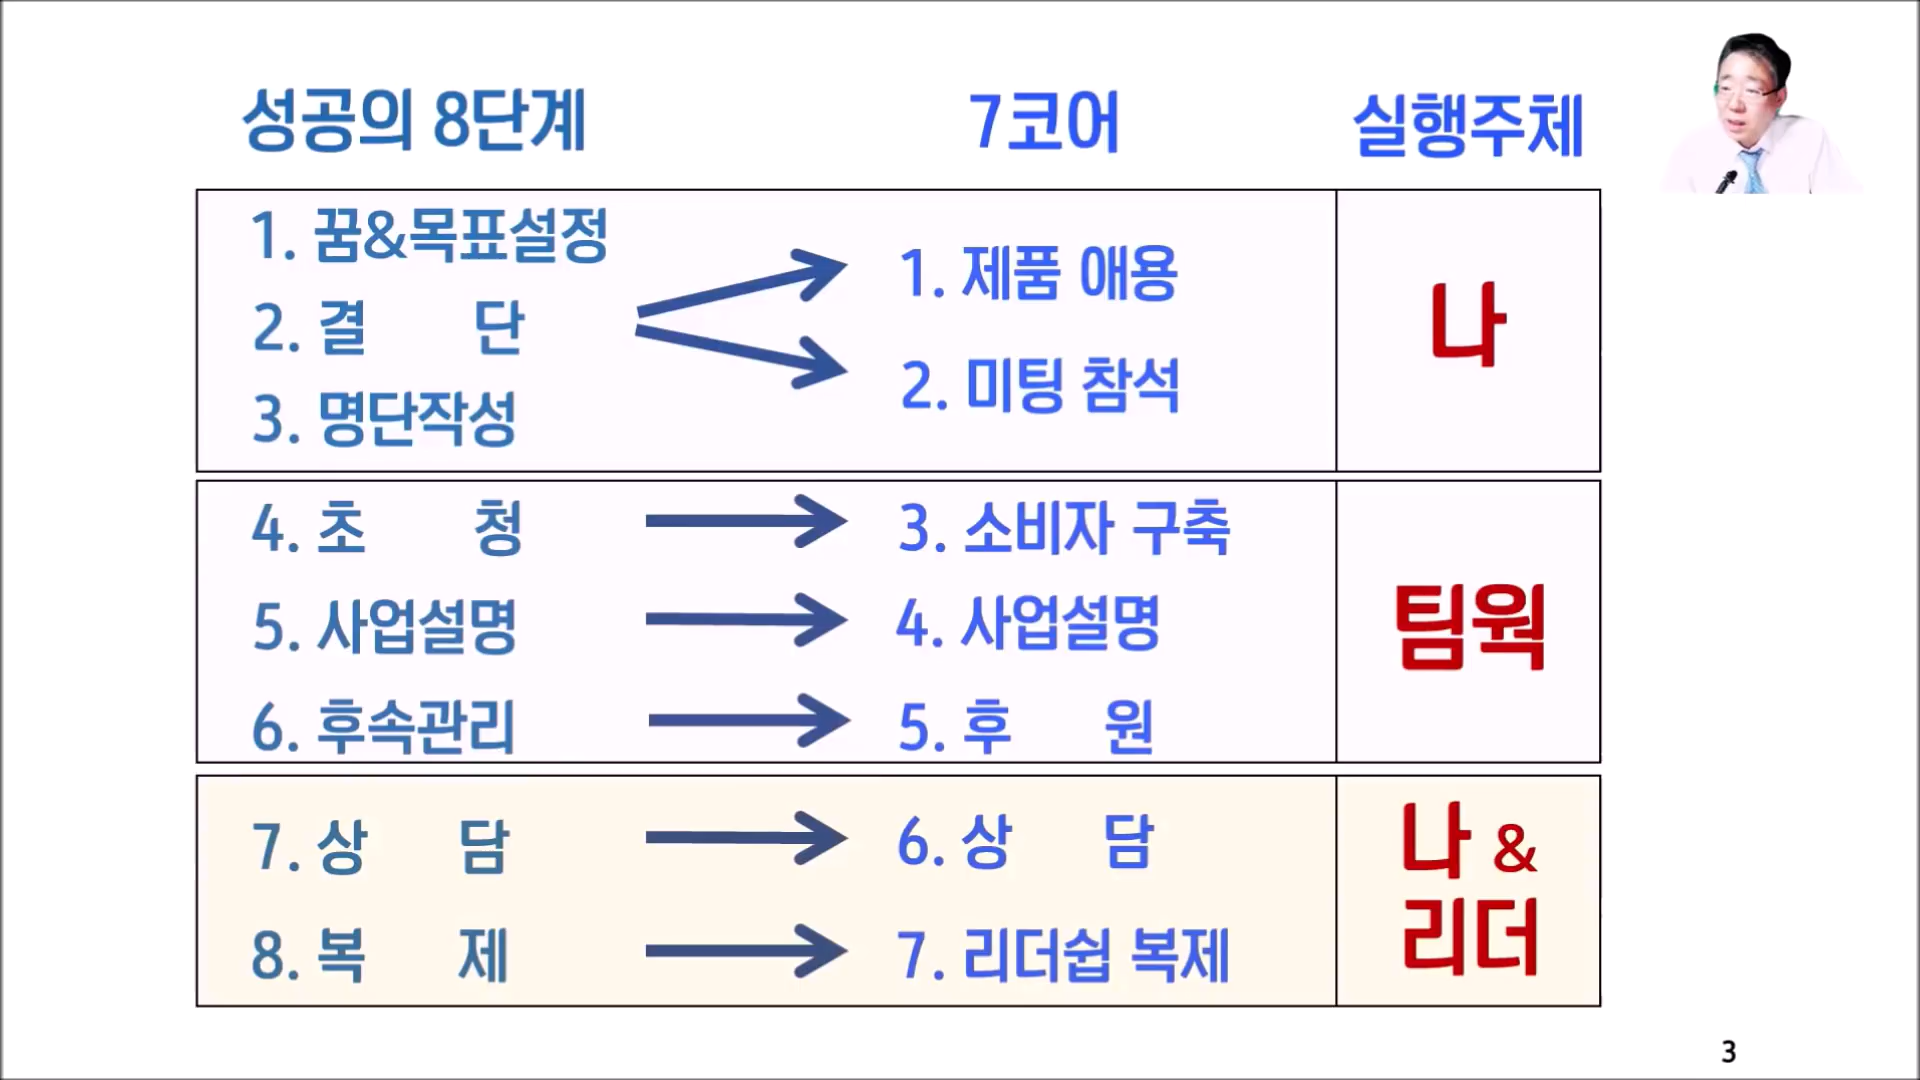 성공의 8단계 7코어 실행주체
1. 꿈&목표설정
2. 결 단
3. 명단작성
1. 제품 애용
2. 미팅 참석
나
4. 초 청
5. 사업설명
6. 후속관리
3. 소비자 구축
4. 사업설명
5. 후 원
팀웍
7. 상 담
8. 복 제
6. 상 담
7. 리더쉽 복제
나 &
리더
3